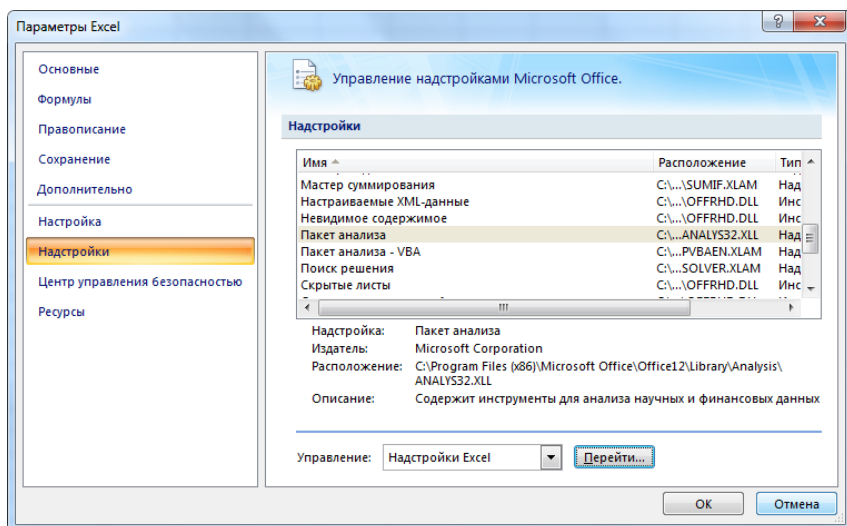 Параметры Excel
Основные
Формулы
Правописание
Сохранение
Дополнительно
Настройка
Надстройки
Центр управления безопасностью
Ресурсы
Управление надстройками Microsoft Office.
Надстройки
Имя Расположение Тип
Мастер суммирования C:\...\SUMIF.XLAM Над
Настраиваемые XML-данные C:\...\OFFRHD.DLL Инс
Невидимое содержимое C:\...\OFFRHD.DLL Инс
Пакет анализа C:\...ANALYS32.XLL Над
Пакет анализа - VBA C:\...PVBAEN.XLAM Над
Поиск решения C:\...SOLVER.XLAM Над
Скрытые листы C:\...\OFFRHD.DLL Инс
Надстройка: Пакет анализа
Издатель: Microsoft Corporation
Расположение: C:\Program Files (x86)\Microsoft Office\Office12\Library\Analysis\
ANALYS32.XLL
Описание: Содержит инструменты для анализа научных и финансовых данных
Управление: Надстройки Excel Перейти...
ОК Отмена